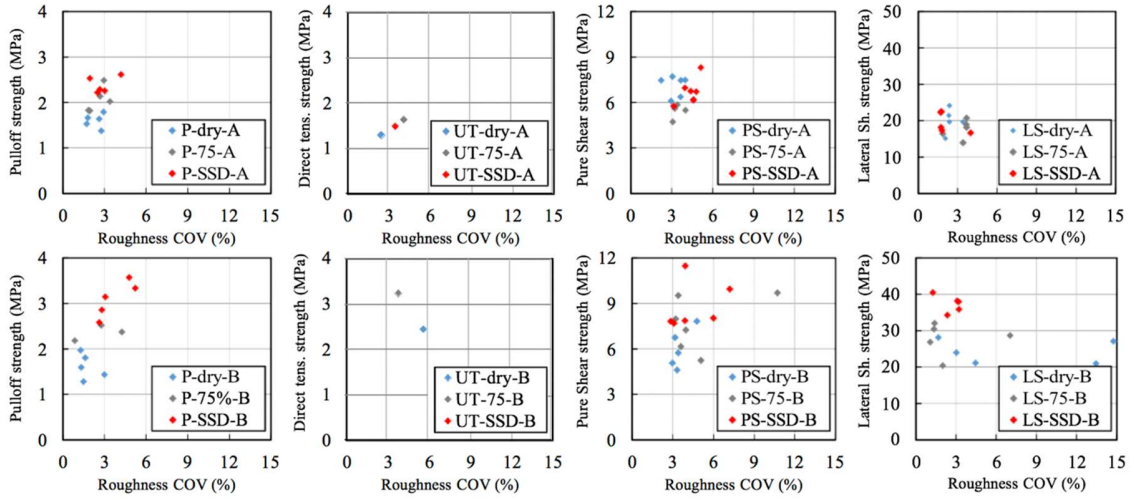 Pulloff strength (MPa)
4
3
2
1
0
P-dry-A
P-75-A
P-SSD-A
0 3 6 9 12 15
Roughness COV (%)
Direct tens. strength (MPa)
4
3
2
1
0
UT-dry-A
UT-75-A
UT-SSD-A
0 3 6 9 12 15
Roughness COV (%)
Pure Shear strength (MPa)
12
9
6
3
0
PS-dry-A
PS-75-A
PS-SSD-A
0 3 6 9 12 15
Roughness COV (%)
Lateral Sh. strength (MPa)
50
40
30
20
10
0
LS-dry-A
LS-75-A
LS-SSD-A
0 3 6 9 12 15
Roughness COV (%)
Pulloff strength (MPa)
4
3
2
1
0
P-dry-B
P-75%-B
P-SSD-B
0 3 6 9 12 15
Roughness COV (%)
Direct tens. strength (MPa)
4
3
2
1
0
UT-dry-B
UT-75-B
UT-SSD-B
0 3 6 9 12 15
Roughness COV (%)
Pure Shear strength (MPa)
12
9
6
3
0
PS-dry-B
PS-75-B
PS-SSD-B
0 3 6 9 12 15
Roughness COV (%)
Lateral Sh. strength (MPa)
50
40
30
20
10
0
LS-dry-B
LS-75-B
LS-SSD-B
0 3 6 9 12 15
Roughness COV (%)